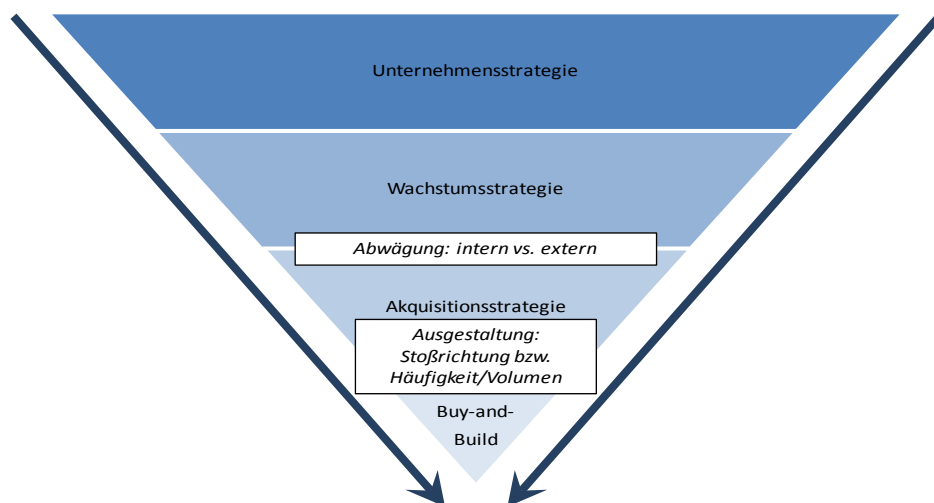 Unternehmensstrategie
Wachstumsstrategie
Abwägung: intern vs. extern
Akquisitionsstrategie
Ausgestaltung:
Stoßrichtung bzw.
Häufigkeit/Volumen
Buy-and-
Build